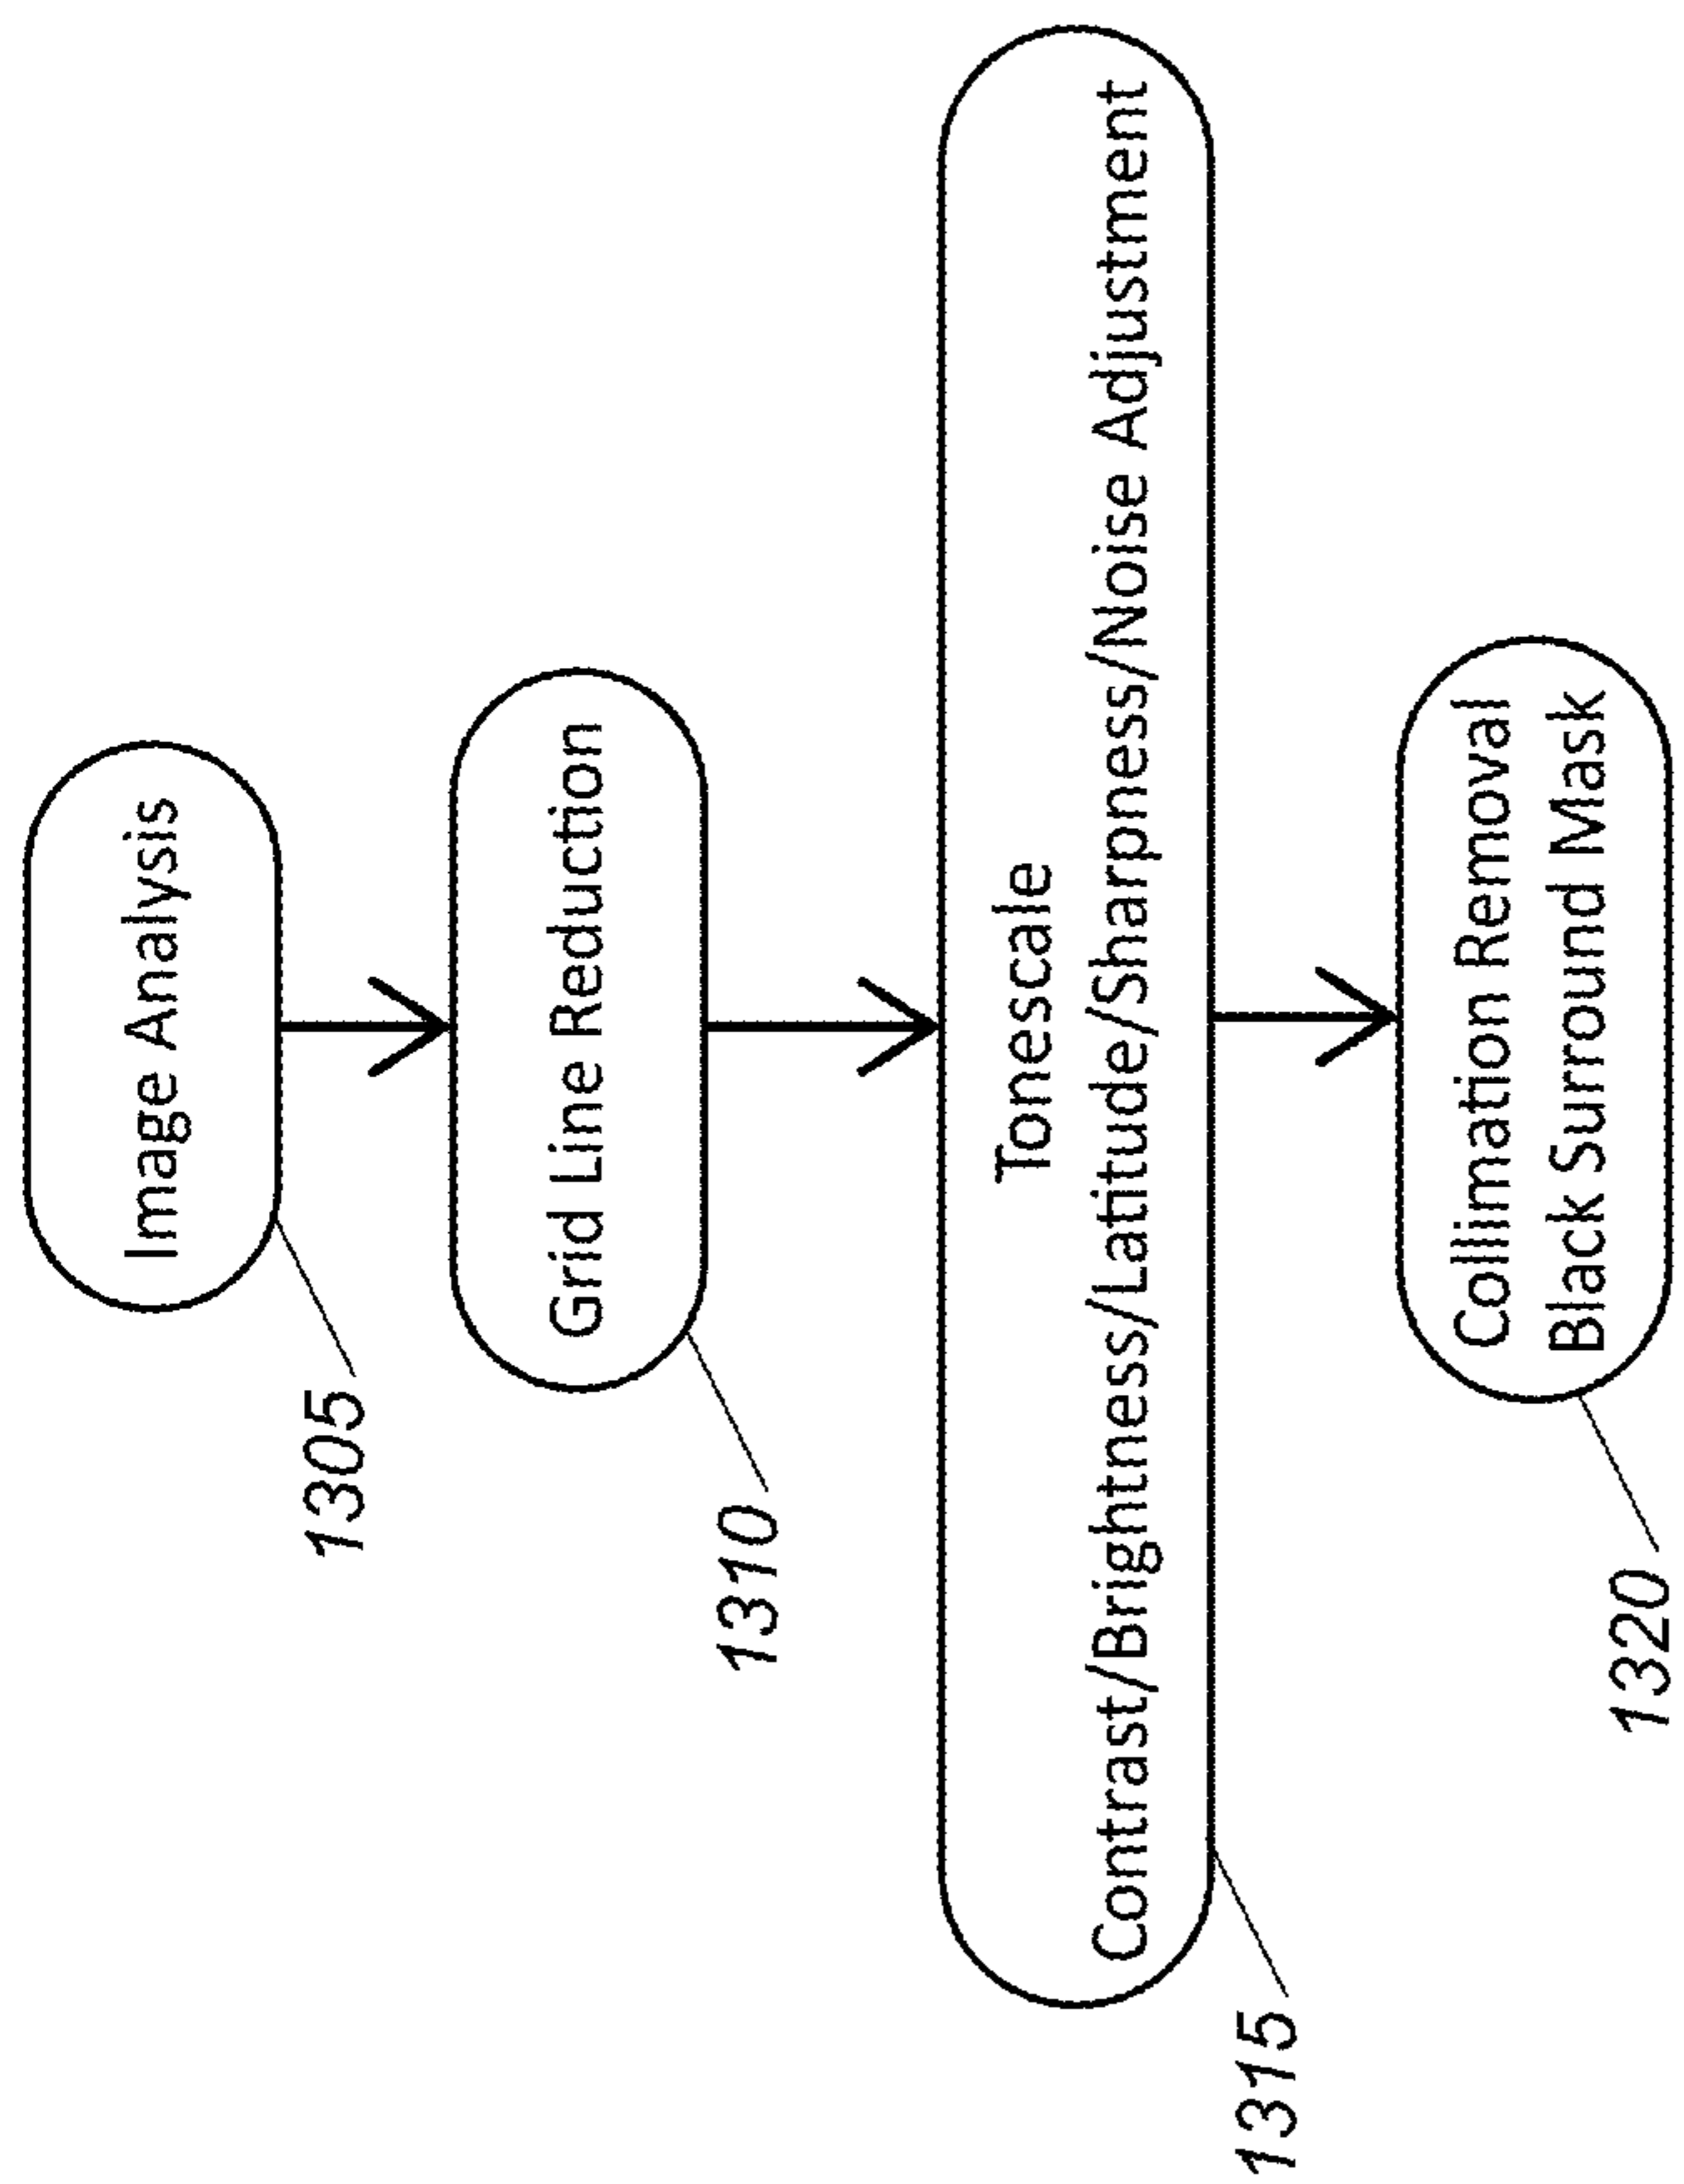 Image Analysis
1305
Grid Line Reduction
1310
Tonescale
Contrast/Brightness/Latitude/Sharpness/Noise Adjustment
1315
Collimation Removal
Black Surround Mask
1320